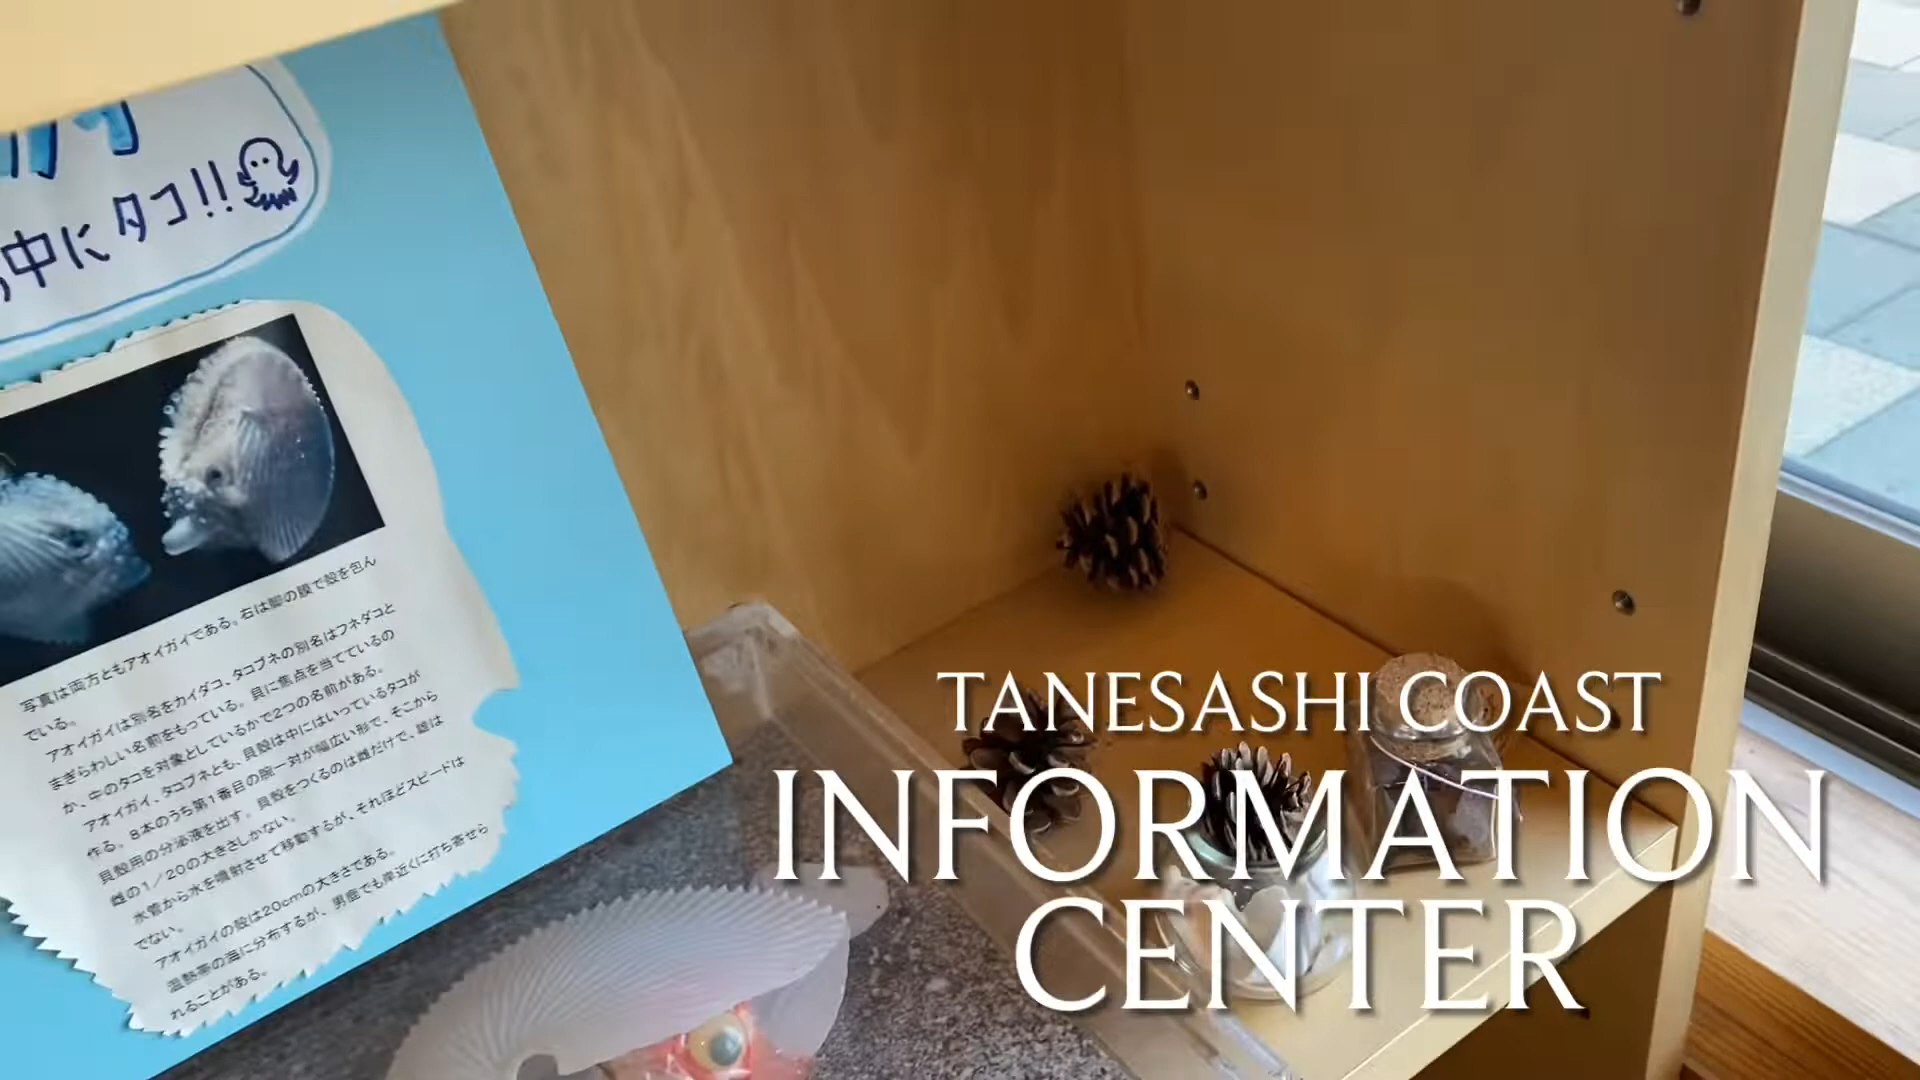 中にタコ!!
写真は両方ともアオイガイである。右は脚の膜で殻を包ん
でいる。
アオイガイは別名をカイダコ、タコブネの別名はフネダコと
まぎらわしい名前をもっている。貝に焦点を当てているの
か、中のタコを対象としているかで2つの名前がある。
アオイガイ、タコブネとも、貝殻は中にはいっているタコが
作る。8本のうち第1番目の腕一対が幅広い形で、そこから
貝殻用の分泌液を出す。貝殻をつくるのは雌だけで、雄は
雌の1/20の大きさしかない。
水管から水を噴射させて移動するが、それほどスピードは
でない。
アオイガイの殻は20cmの大きさである。
温熱帯の海に分布するが、男鹿でも岸近くに打ち寄せら
れることがある。
TANESASHI COAST
INFORMATION
CENTER